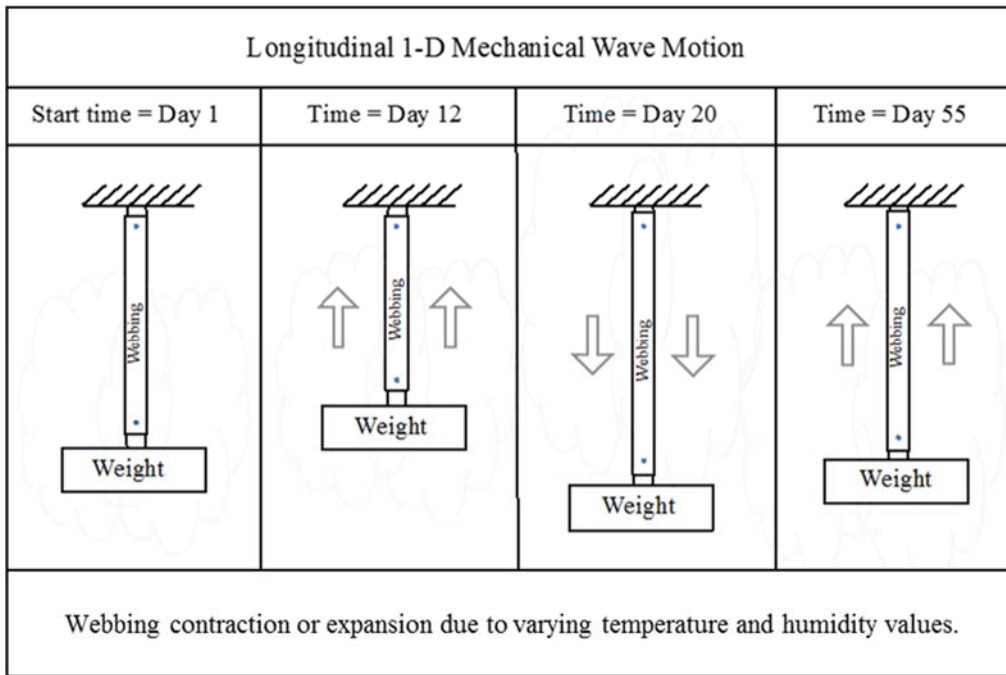 Longitudinal 1-D Mechanical Wave Motion
Start time = Day 1
Time = Day 12
Time = Day 20
Time = Day 55
Webbing
Weight
Webbing
Weight
Webbing
Weight
Webbing
Weight
Webbing contraction or expansion due to varying temperature and humidity values.